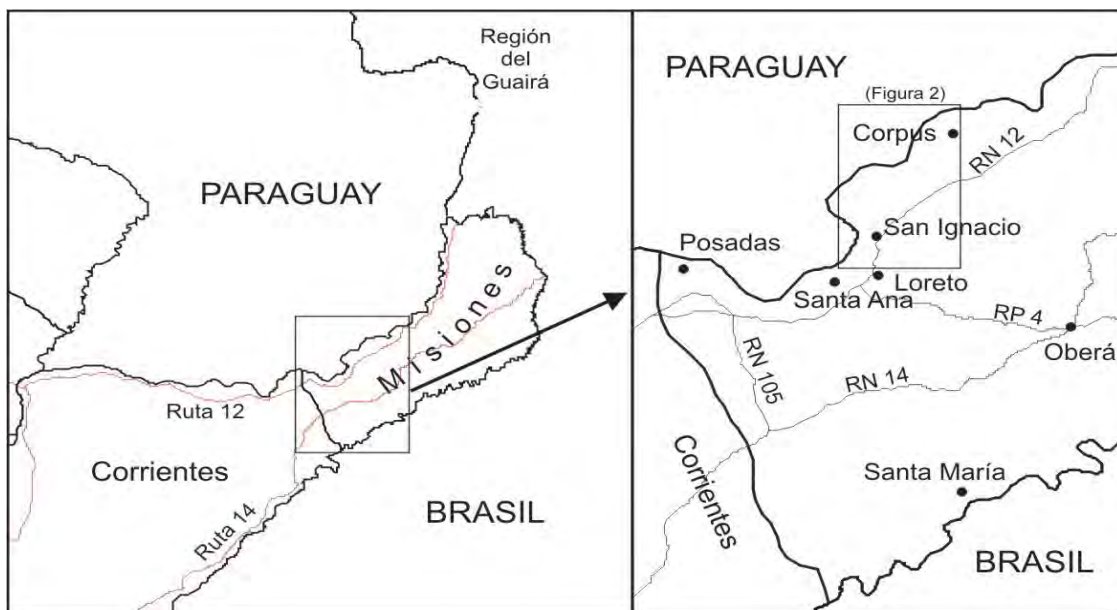 Región
del
Guairá
PARAGUAY
Misiones
Ruta 12
Corrientes
Ruta 14
BRASIL
PARAGUAY
(Figura 2)
Corpus
RN 12
San Ignacio
Posadas
Loreto
Santa Ana
RP 4
Oberá
RN 105
RN 14
Corrientes
Santa María
BRASIL